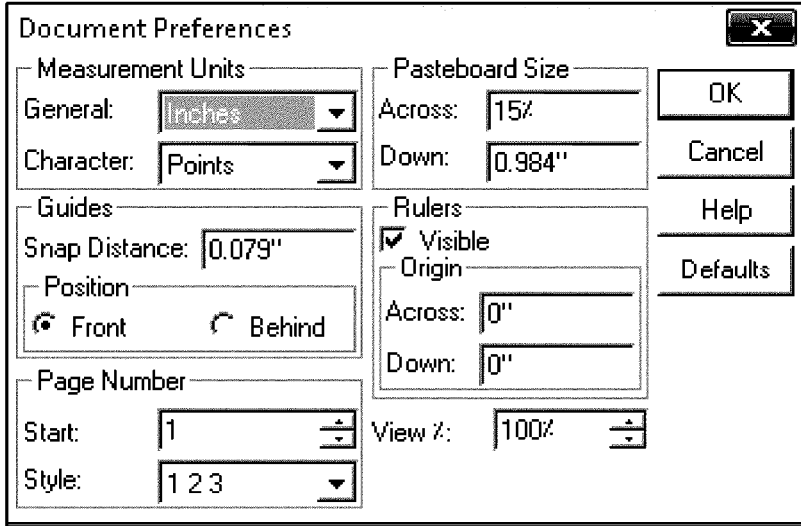 Document Preferences
Measurement Units
General: Inches
Character: Points
Pasteboard Size
Across: 15%
Down: 0.984"
OK
Cancel
Help
Defaults
Guides
Snap Distance: 0.079"
Position
Front Behind
Rulers
Visible
Origin
Across: 0"
Down: 0"
Page Number
Start: 1
Style: 1 2 3
View %: 100%